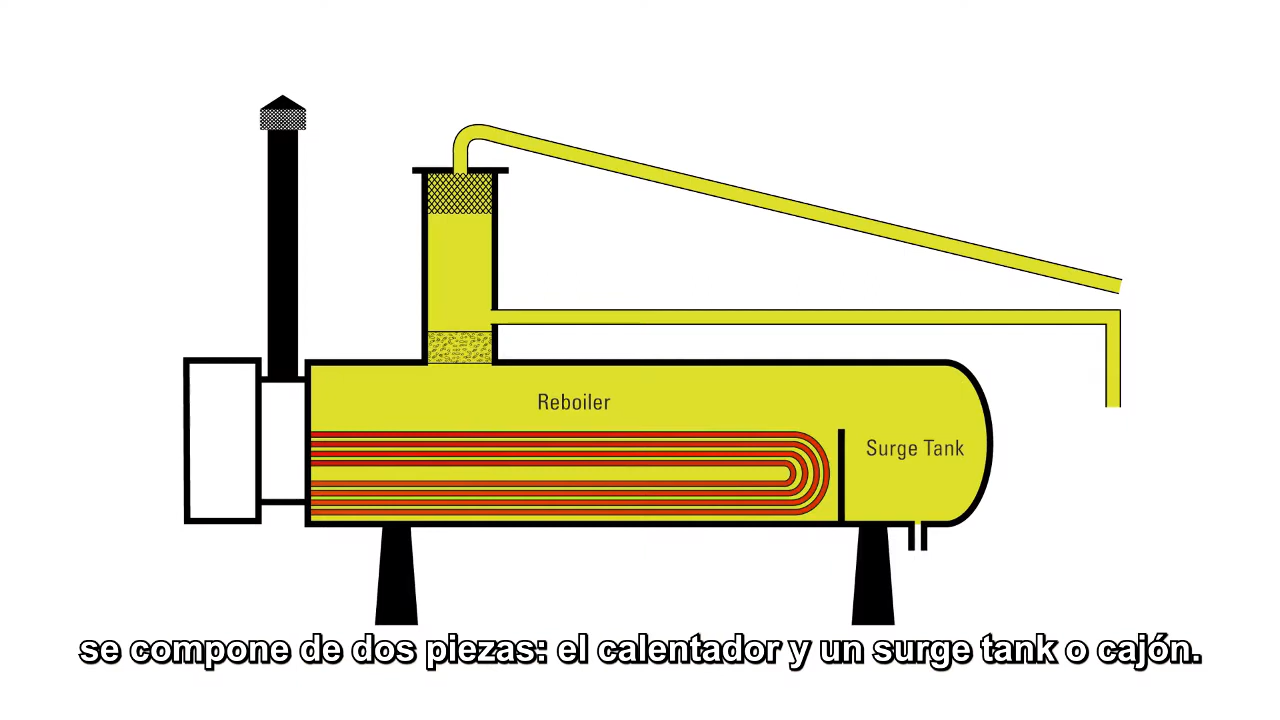 Reboiler
Surge Tank
se compone de dos piezas: el calentador y un surge tank o cajón.